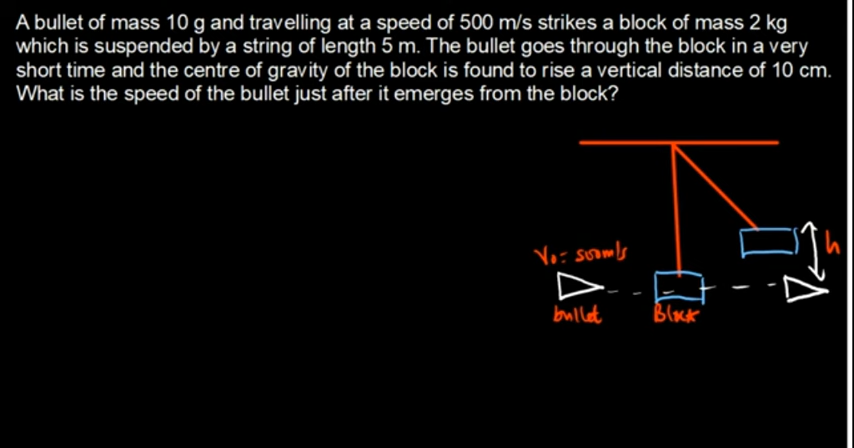 A bullet of mass 10 g and travelling at a speed of 500 m/s strikes a block of mass 2 kg
which is suspended by a string of length 5 m. The bullet goes through the block in a very
short time and the centre of gravity of the block is found to rise a vertical distance of 10 cm.
What is the speed of the bullet just after it emerges from the block?
h
V₀ = 500m/s
bullet
Block